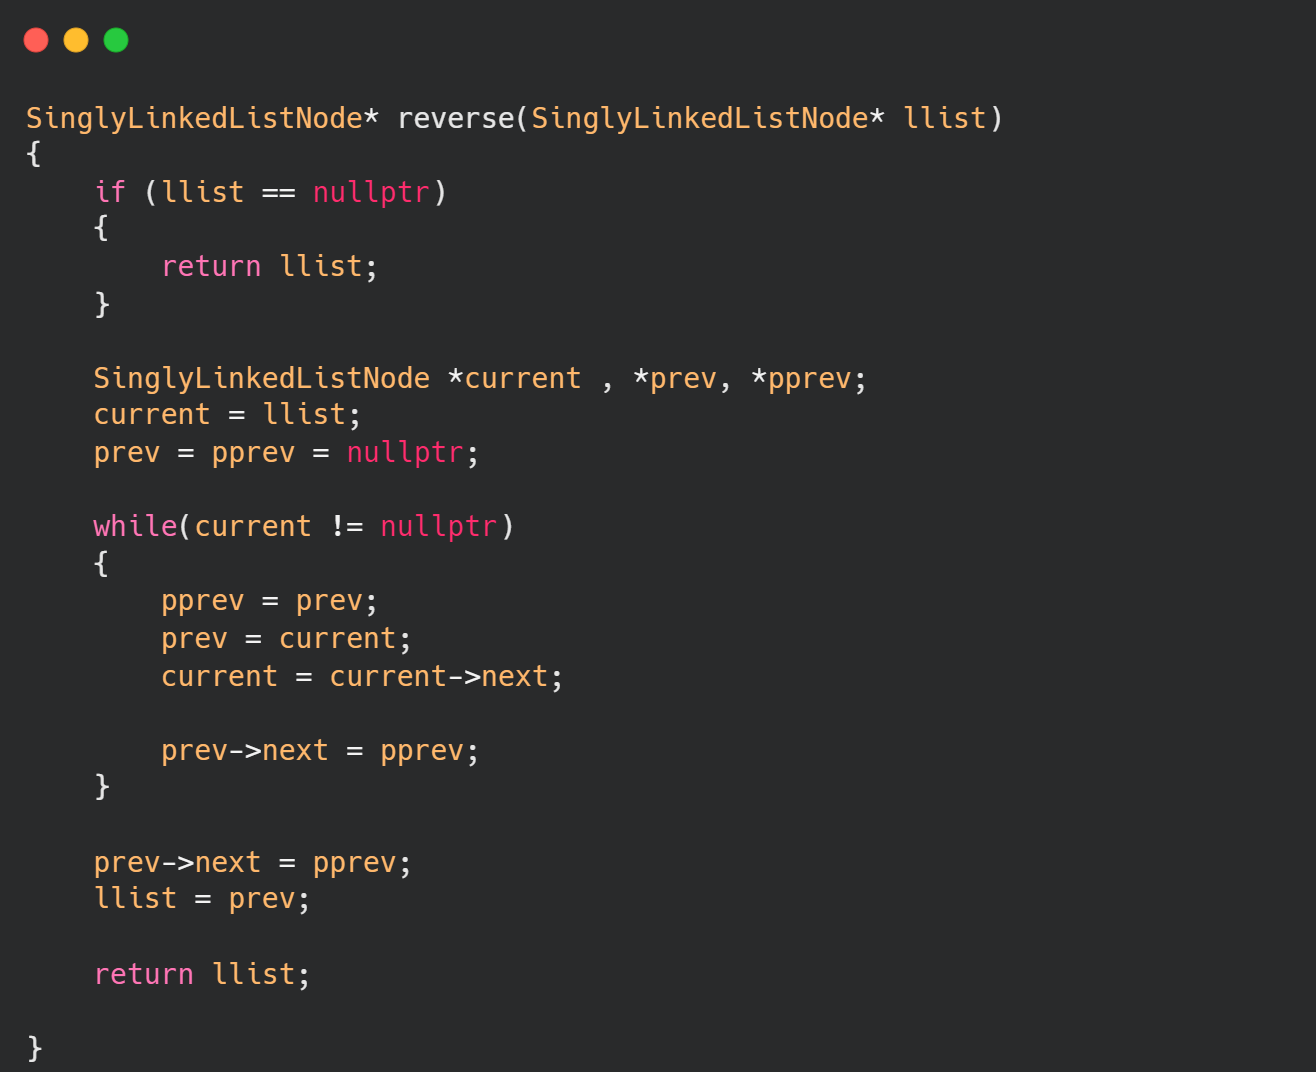 SinglyLinkedListNode* reverse(SinglyLinkedListNode* llist)
{
    if (llist == nullptr)
    {
        return llist;
    }

    SinglyLinkedListNode *current , *prev, *pprev;
    current = llist;
    prev = pprev = nullptr;

    while(current != nullptr)
    {
        pprev = prev;
        prev = current;
        current = current->next;

        prev->next = pprev;
    }

    prev->next = pprev;
    llist = prev;

    return llist;

}